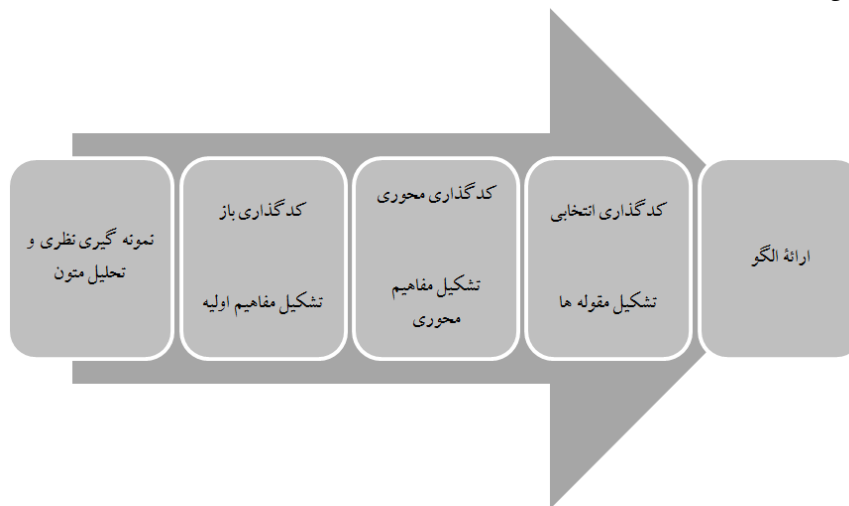 نمونه گیری نظری و
تحلیل متون
کدگذاری باز
تشکیل مفاهیم اولیه
کدگذاری محوری
تشکیل مفاهیم
محوری
کدگذاری انتخابی
تشکیل مقوله ها
ارائۀ الگو